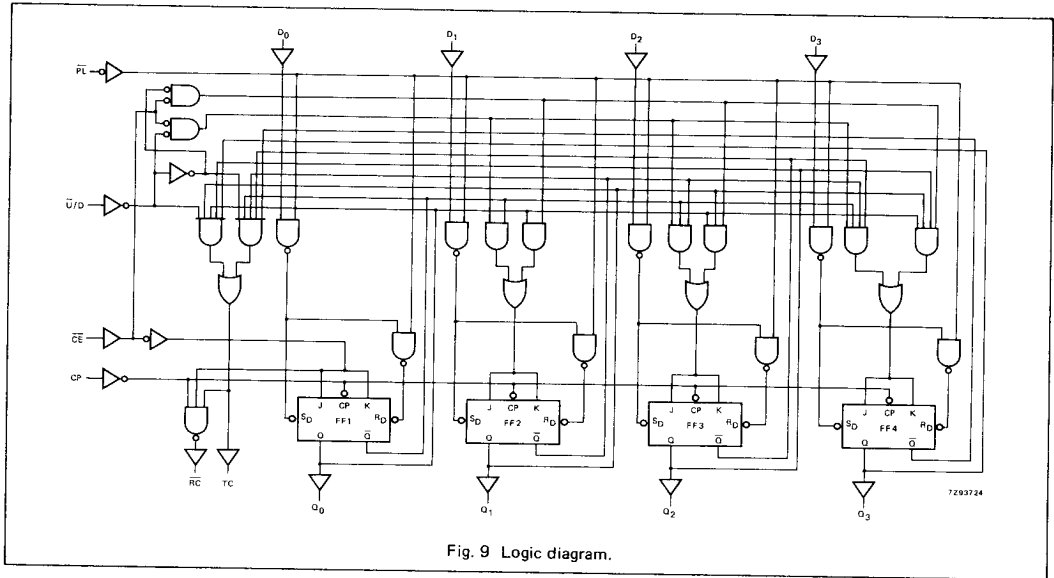 D0 D1 D2 D3
PL
U/D
CE
CP
J CP K
SD FF1 RD
Q Q
J CP K
SD FF2 RD
Q Q
J CP K
SD FF3 RD
Q Q
J CP K
SD FF4 RD
Q Q
RC TC Q0 Q1 Q2 Q3
7Z93724
Fig. 9 Logic diagram.